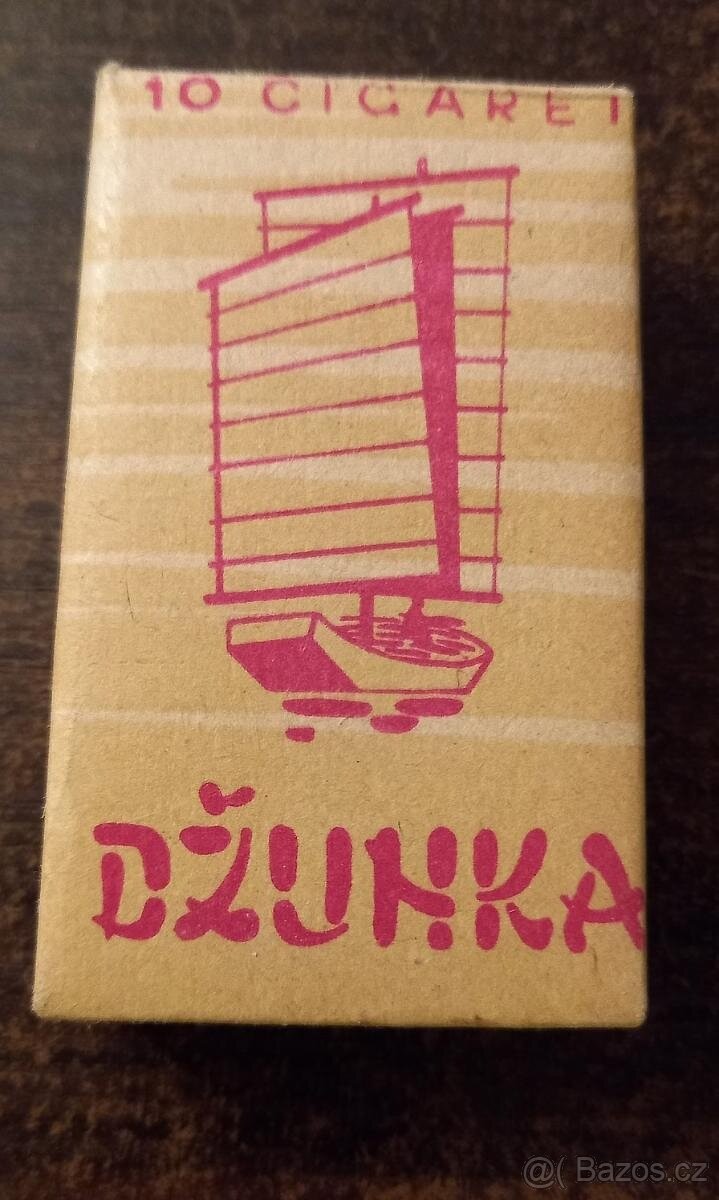 10 CIGARET
DŽUNKA
@( Bazos.cz